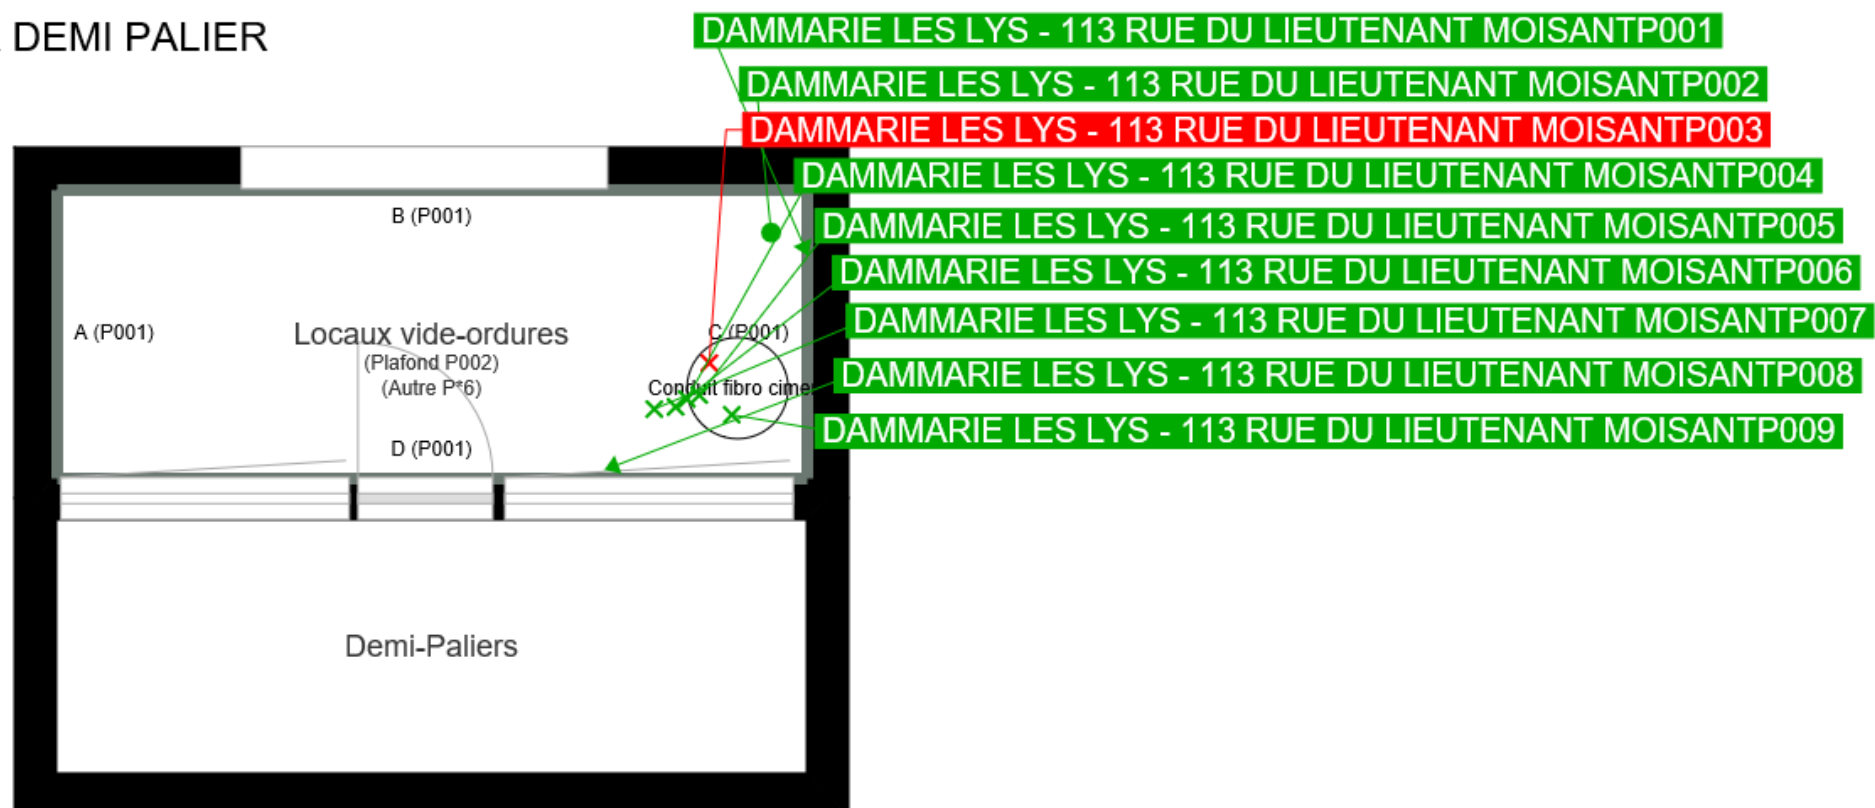 DEMI PALIER
DAMMARIE LES LYS - 113 RUE DU LIEUTENANT MOISANTP001
DAMMARIE LES LYS - 113 RUE DU LIEUTENANT MOISANTP002
DAMMARIE LES LYS - 113 RUE DU LIEUTENANT MOISANTP003
DAMMARIE LES LYS - 113 RUE DU LIEUTENANT MOISANTP004
DAMMARIE LES LYS - 113 RUE DU LIEUTENANT MOISANTP005
DAMMARIE LES LYS - 113 RUE DU LIEUTENANT MOISANTP006
DAMMARIE LES LYS - 113 RUE DU LIEUTENANT MOISANTP007
DAMMARIE LES LYS - 113 RUE DU LIEUTENANT MOISANTP008
DAMMARIE LES LYS - 113 RUE DU LIEUTENANT MOISANTP009
B (P001)
A (P001)
Locaux vide-ordures
(Plafond P002)
(Autre P*6)
C (P001)
Conduit fibro cime
D (P001)
Demi-Paliers